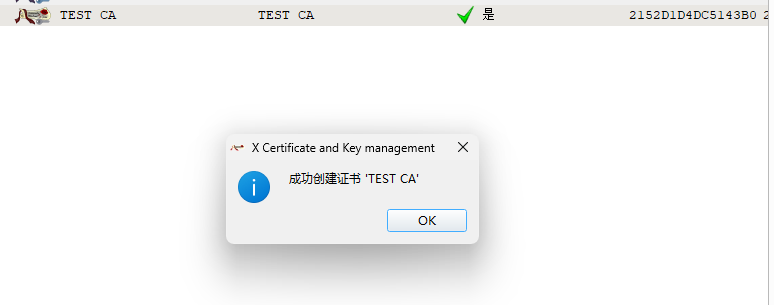 TEST CA TEST CA 是 2152D1D4DC5143B0 2
X Certificate and Key management
成功创建证书 'TEST CA'
OK